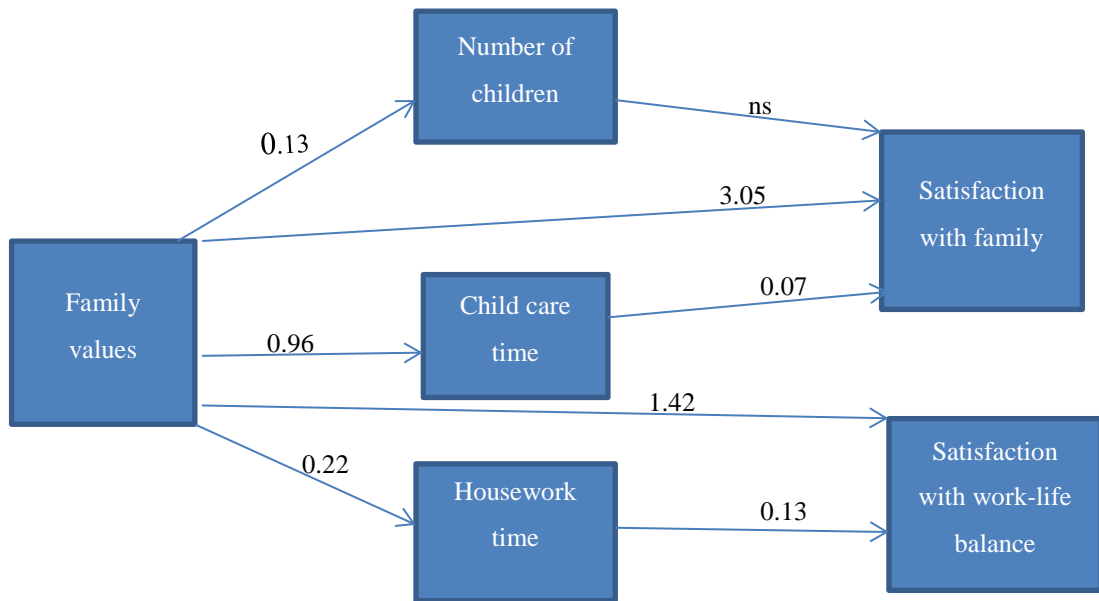 Number of
children
0.13
ns
3.05
Satisfaction
with family
Family
values
0.96
Child care
time
0.07
1.42
0.22
Housework
time
0.13
Satisfaction
with work-life
balance